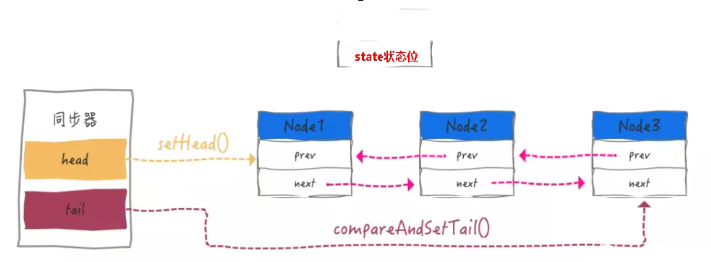 state状态位
同步器
head
tail
setHead()
Node1
prev
next
Node2
prev
next
Node3
prev
next
compareAndSetTail()